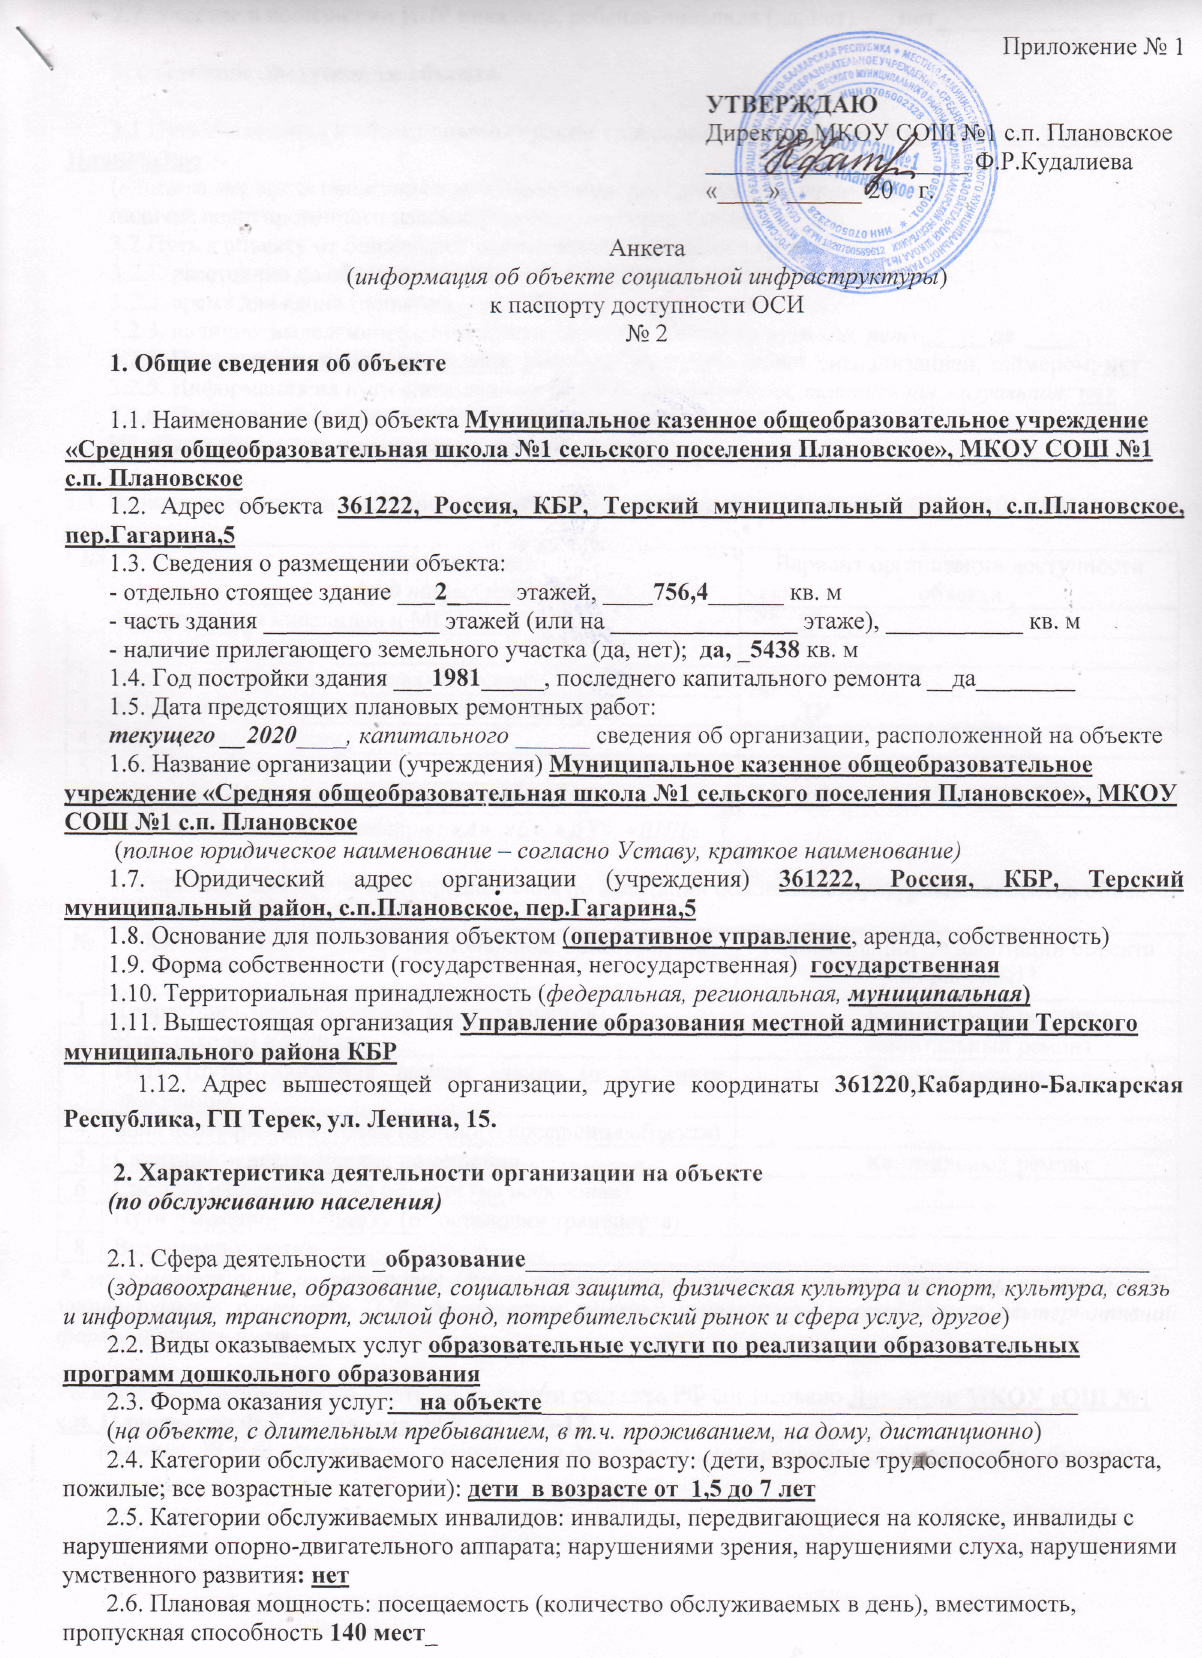 Приложение № 1
УТВЕРЖДАЮ
Директор МКОУ СОШ №1 с.п. Плановское
____________________ Ф.Р.Кудалиева
«____» ______ 20 г.
Анкета
(информация об объекте социальной инфраструктуры)
к паспорту доступности ОСИ
№ 2
1. Общие сведения об объекте
1.1. Наименование (вид) объекта Муниципальное казенное общеобразовательное учреждение
«Средняя общеобразовательная школа №1 сельского поселения Плановское», МКОУ СОШ №1
с.п. Плановское
1.2. Адрес объекта 361222, Россия, КБР, Терский муниципальный район, с.п.Плановское,
пер.Гагарина,5
1.3. Сведения о размещении объекта:
- отдельно стоящее здание ___2_____ этажей, ____756,4______ кв. м
- часть здания ______________ этажей (или на _______________ этаже), ___________ кв. м
- наличие прилегающего земельного участка (да, нет); да, _5438 кв. м
1.4. Год постройки здания ___1981_____, последнего капитального ремонта __да________
1.5. Дата предстоящих плановых ремонтных работ:
текущего __2020____, капитального ______ сведения об организации, расположенной на объекте
1.6. Название организации (учреждения) Муниципальное казенное общеобразовательное
учреждение «Средняя общеобразовательная школа №1 сельского поселения Плановское», МКОУ
СОШ №1 с.п. Плановское
(полное юридическое наименование – согласно Уставу, краткое наименование)
1.7. Юридический адрес организации (учреждения) 361222, Россия, КБР, Терский
муниципальный район, с.п.Плановское, пер.Гагарина,5
1.8. Основание для пользования объектом (оперативное управление, аренда, собственность)
1.9. Форма собственности (государственная, негосударственная) государственная
1.10. Территориальная принадлежность (федеральная, региональная, муниципальная)
1.11. Вышестоящая организация Управление образования местной администрации Терского
муниципального района КБР
1.12. Адрес вышестоящей организации, другие координаты 361220,Кабардино-Балкарская
Республика, ГП Терек, ул. Ленина, 15.
2. Характеристика деятельности организации на объекте
(по обслуживанию населения)
2.1. Сфера деятельности _образование__________________________________________________
(здравоохранение, образование, социальная защита, физическая культура и спорт, культура, связь
и информация, транспорт, жилой фонд, потребительский рынок и сфера услуг, другое)
2.2. Виды оказываемых услуг образовательные услуги по реализации образовательных
программ дошкольного образования
2.3. Форма оказания услуг:__на объекте___________________________________________
(на объекте, с длительным пребыванием, в т.ч. проживанием, на дому, дистанционно)
2.4. Категории обслуживаемого населения по возрасту: (дети, взрослые трудоспособного возраста,
пожилые; все возрастные категории): дети в возрасте от 1,5 до 7 лет
2.5. Категории обслуживаемых инвалидов: инвалиды, передвигающиеся на коляске, инвалиды с
нарушениями опорно-двигательного аппарата; нарушениями зрения, нарушениями слуха, нарушениями
умственного развития: нет
2.6. Плановая мощность: посещаемость (количество обслуживаемых в день), вместимость,
пропускная способность 140 мест_